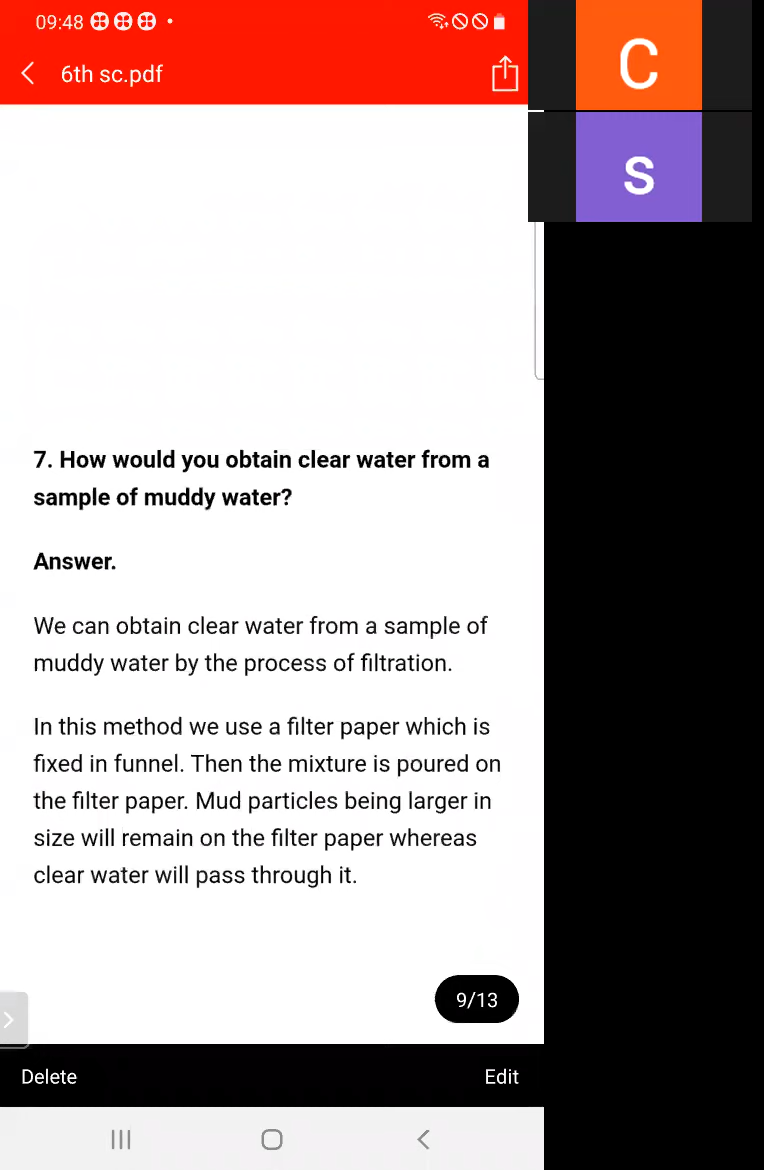 09:48
6th sc.pdf
C
S
7. How would you obtain clear water from a
sample of muddy water?
Answer.
We can obtain clear water from a sample of
muddy water by the process of filtration.
In this method we use a filter paper which is
fixed in funnel. Then the mixture is poured on
the filter paper. Mud particles being larger in
size will remain on the filter paper whereas
clear water will pass through it.
9/13
Delete
Edit